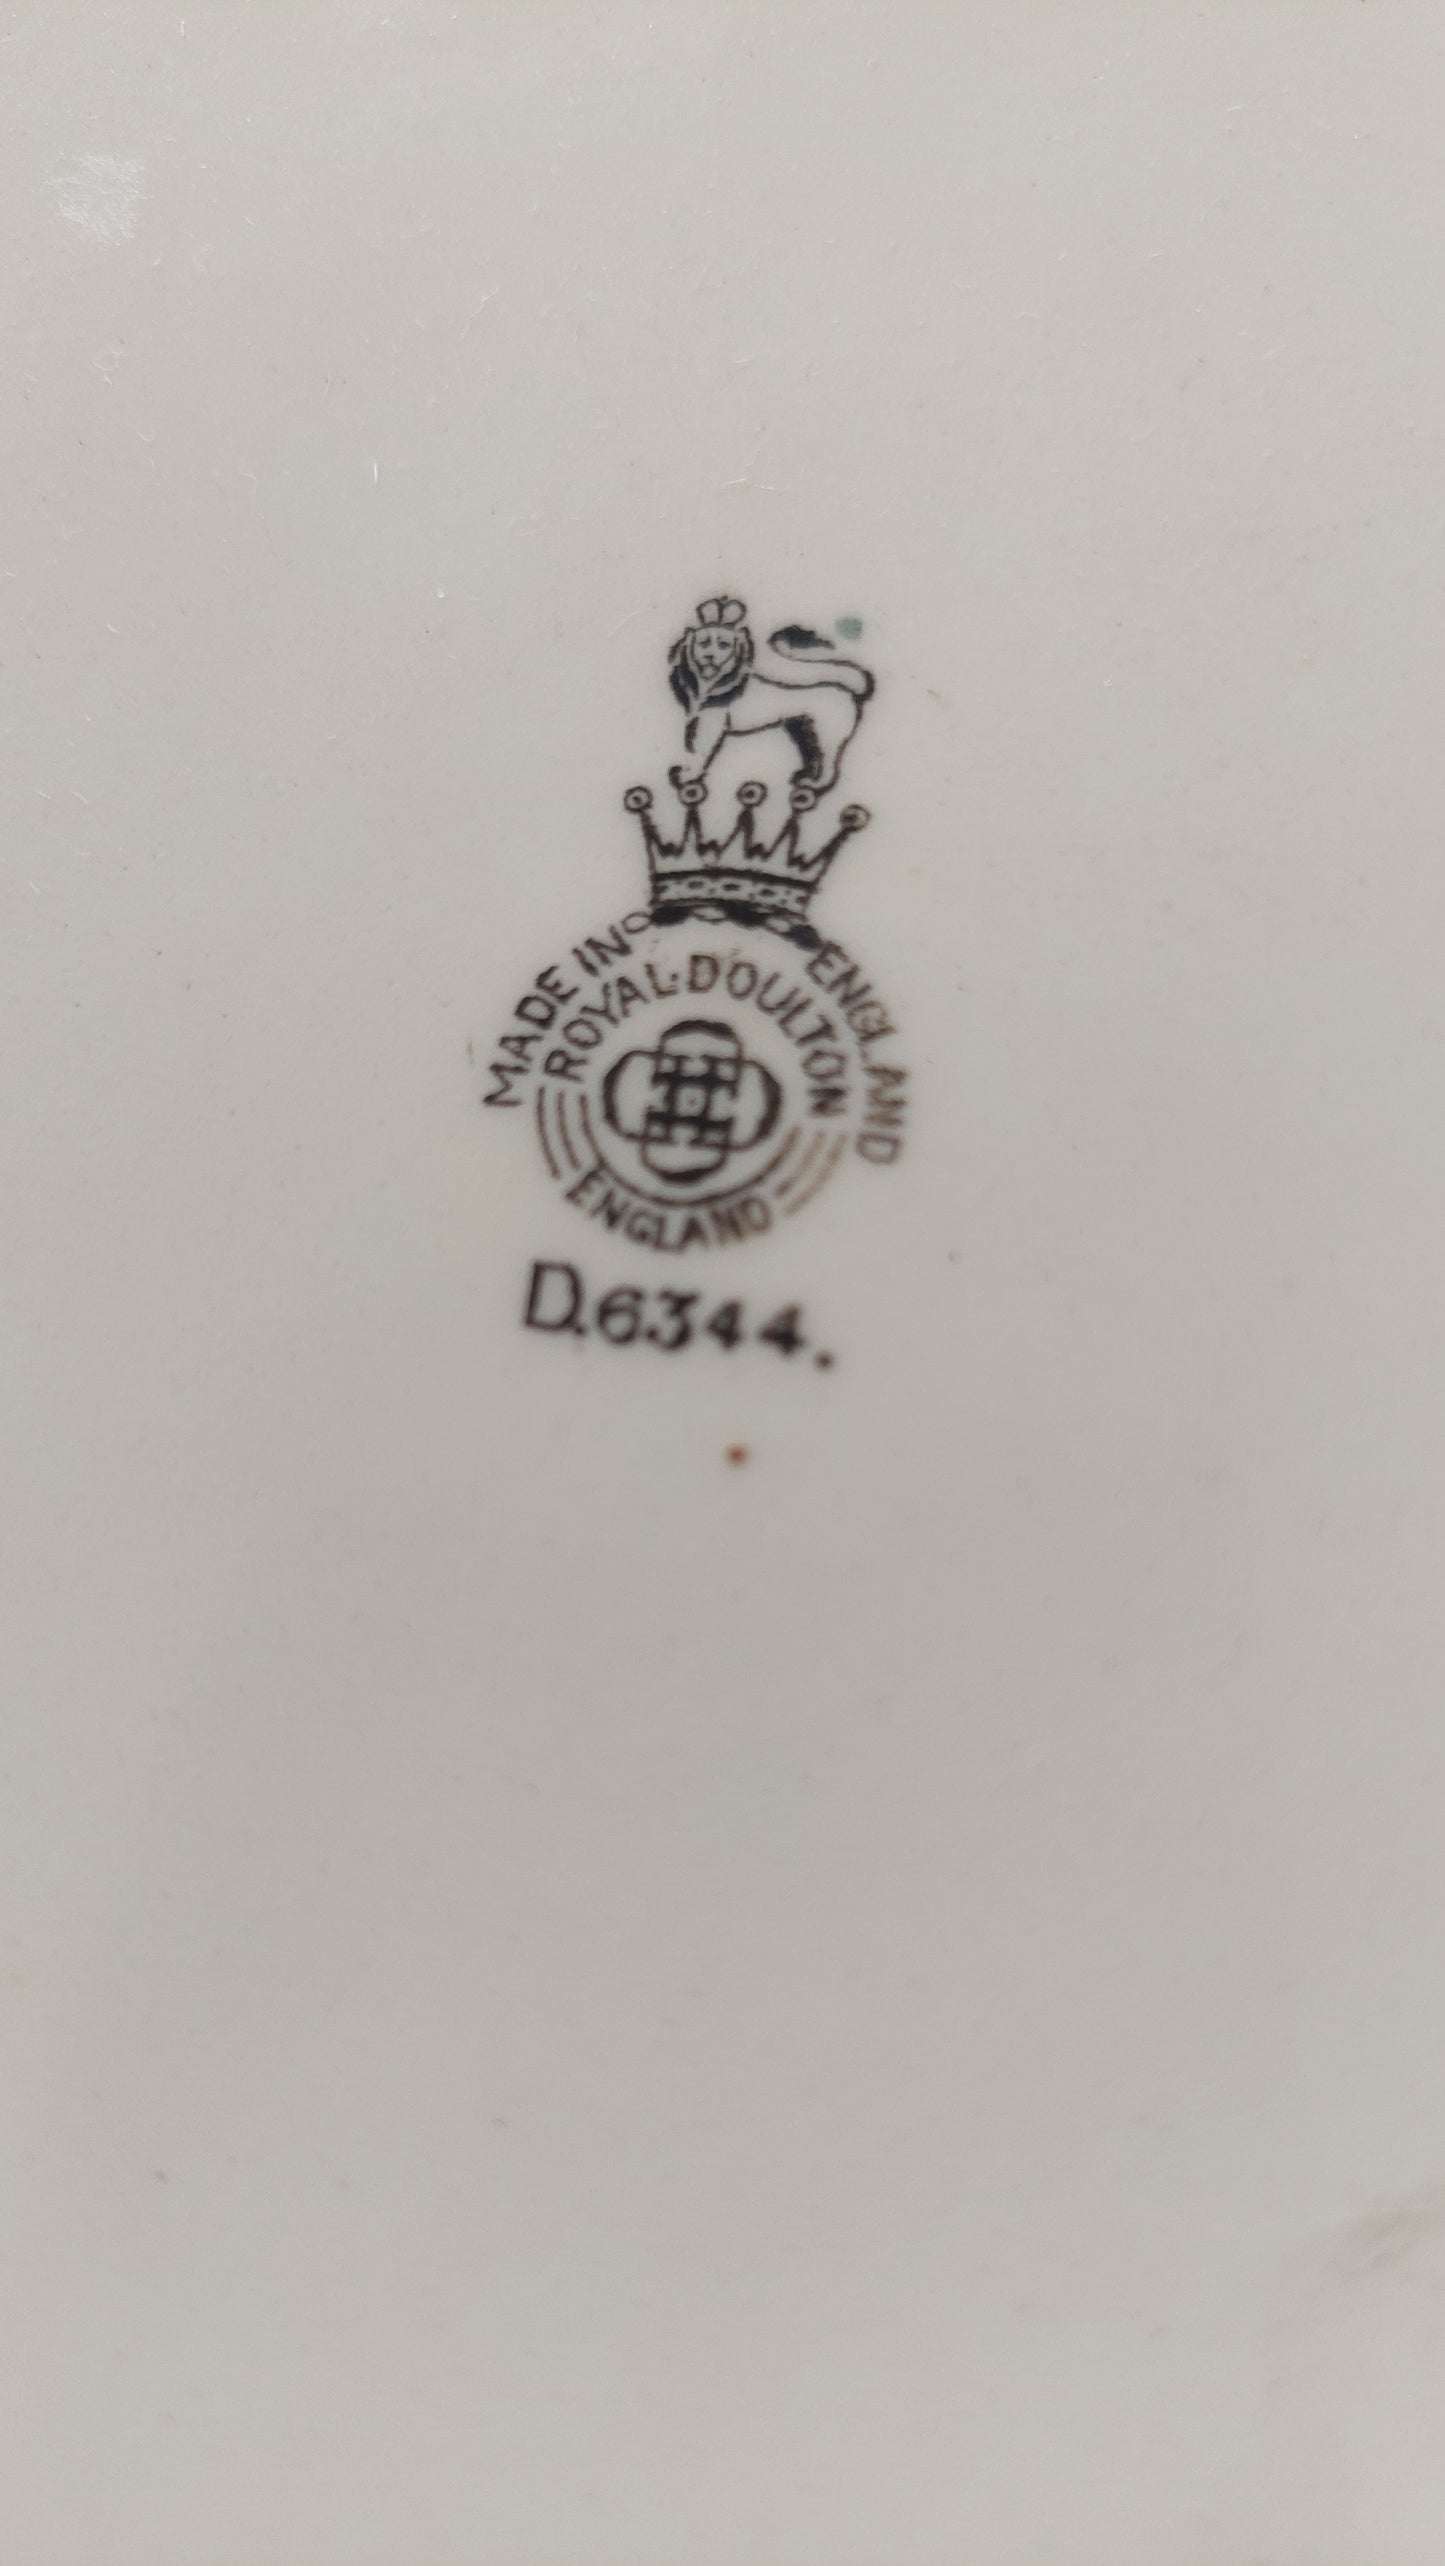 MADE IN ENGLAND
ROYAL DOULTON
ENGLAND
D.6344.